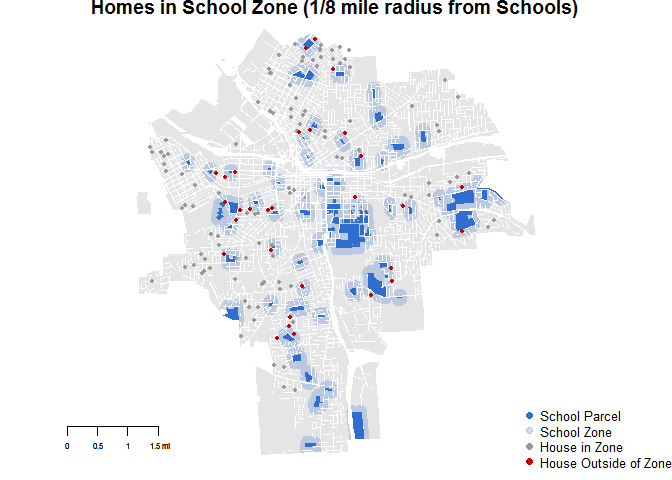 Homes in School Zone (1/8 mile radius from Schools)
School Parcel
School Zone
House in Zone
House Outside of Zone
0 0.5 1 1.5 mi